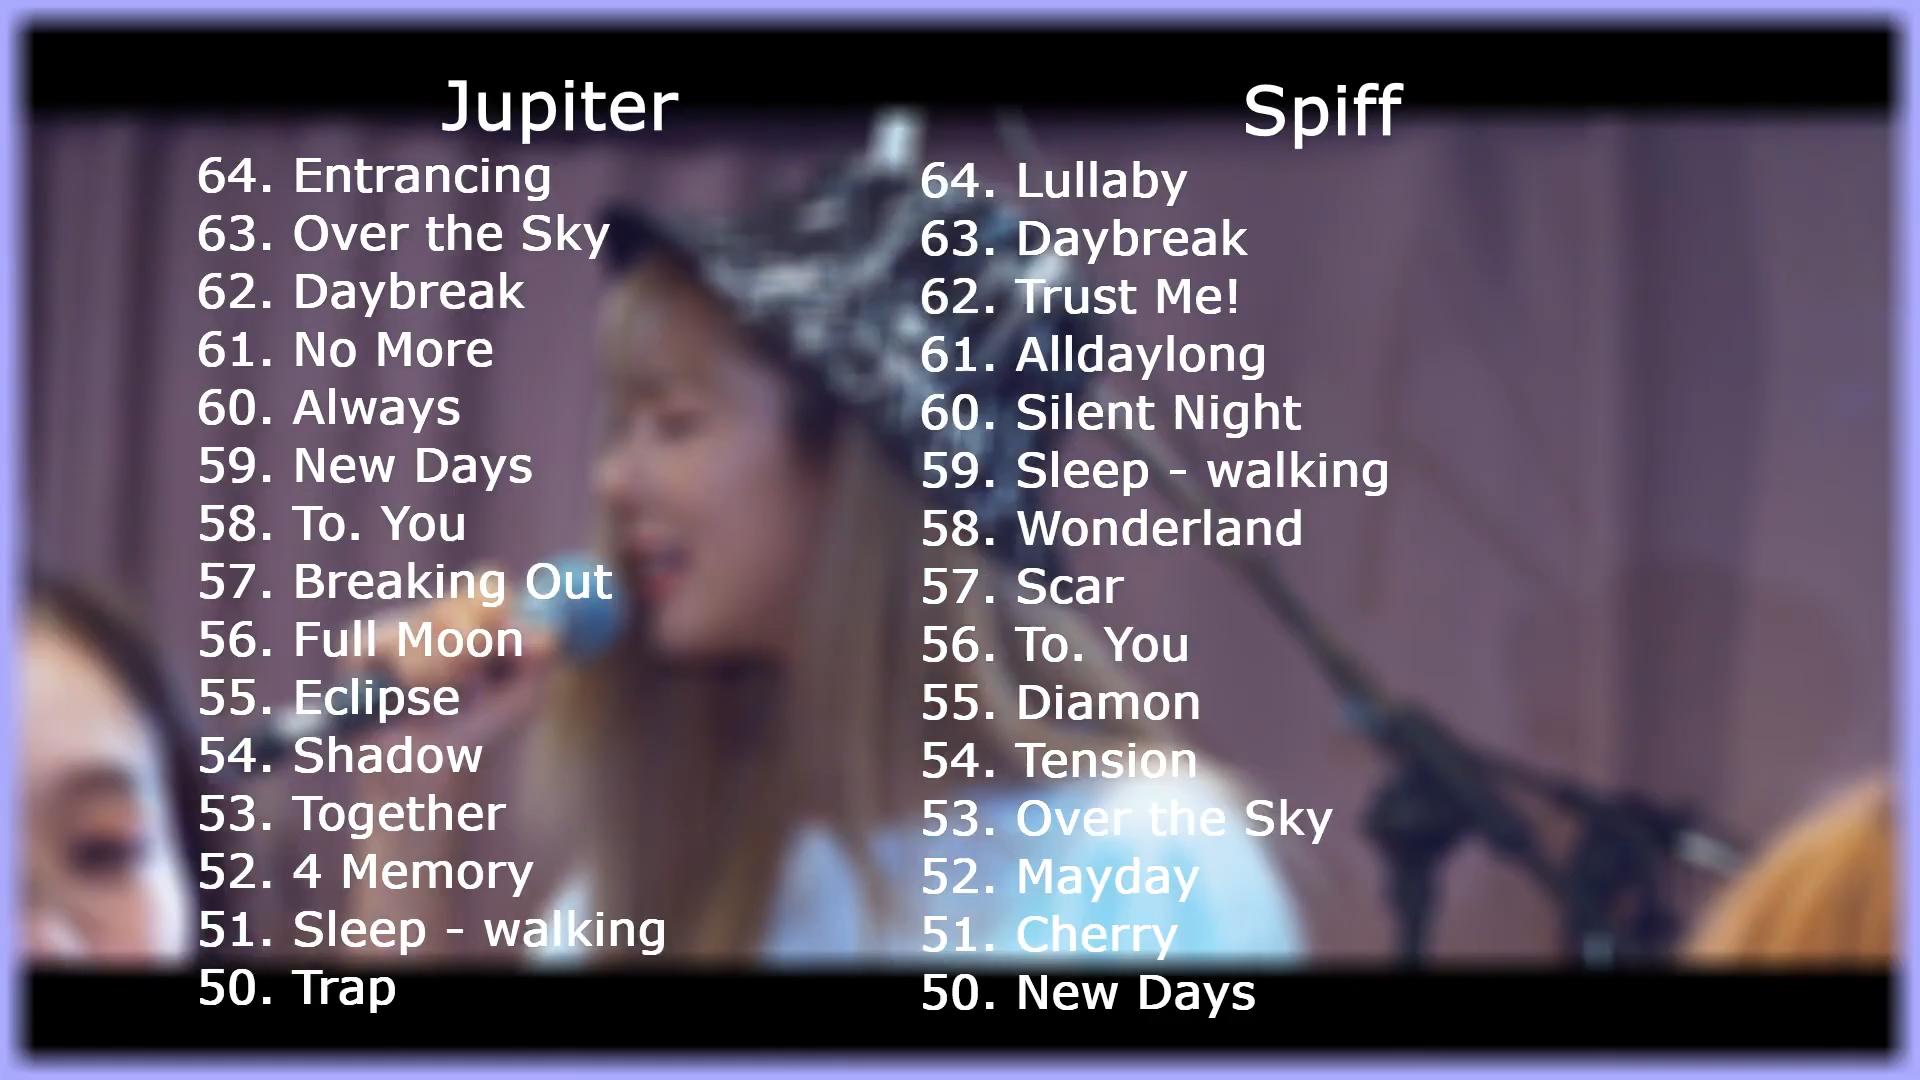 Jupiter
64. Entrancing
63. Over the Sky
62. Daybreak
61. No More
60. Always
59. New Days
58. To. You
57. Breaking Out
56. Full Moon
55. Eclipse
54. Shadow
53. Together
52. 4 Memory
51. Sleep - walking
50. Trap
Spiff
64. Lullaby
63. Daybreak
62. Trust Me!
61. Alldaylong
60. Silent Night
59. Sleep - walking
58. Wonderland
57. Scar
56. To. You
55. Diamon
54. Tension
53. Over the Sky
52. Mayday
51. Cherry
50. New Days